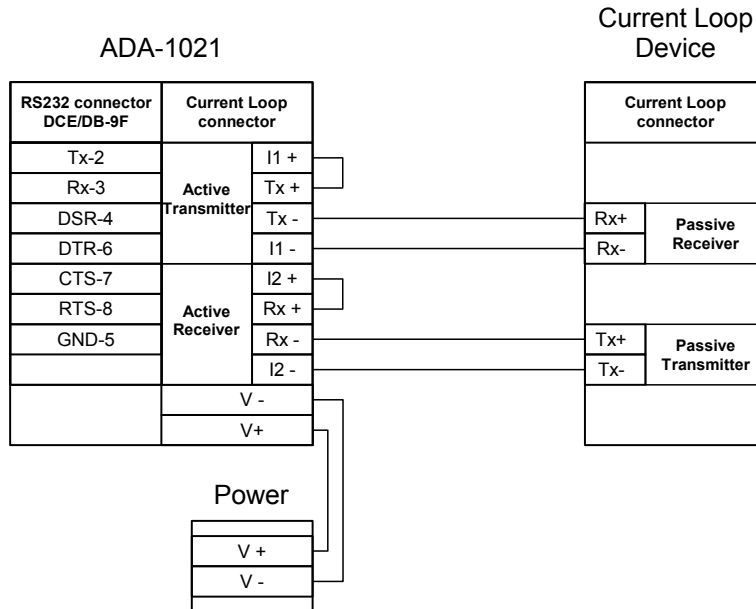 ADA-1021
Current Loop
Device
RS232 connector
DCE/DB-9F
Current Loop
connector
Tx-2
Rx-3
DSR-4
DTR-6
CTS-7
RTS-8
GND-5
Active
Transmitter
I1 +
Tx +
Tx -
I1 -
Active
Receiver
I2 +
Rx +
Rx -
I2 -
V -
V+
Current Loop
connector
Rx+
Rx-
Passive
Receiver
Tx+
Tx-
Passive
Transmitter
Power
V +
V -